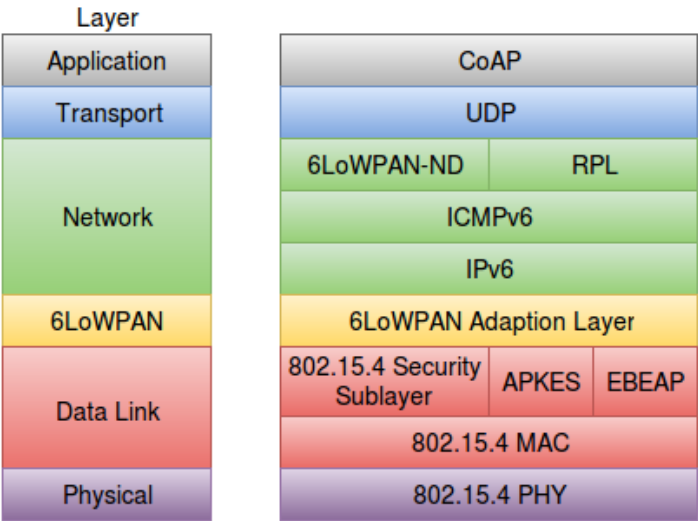 Layer
Application
CoAP
Transport
UDP
Network
6LoWPAN-ND
RPL
ICMPv6
IPv6
6LoWPAN
6LoWPAN Adaption Layer
Data Link
802.15.4 Security
Sublayer
APKES
EBEAP
802.15.4 MAC
Physical
802.15.4 PHY